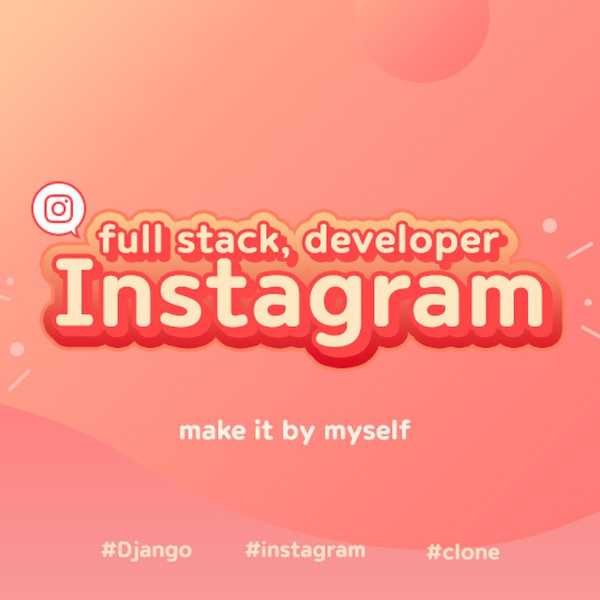 full stack, developer
Instagram
make it by myself
#Django #instagram #clone